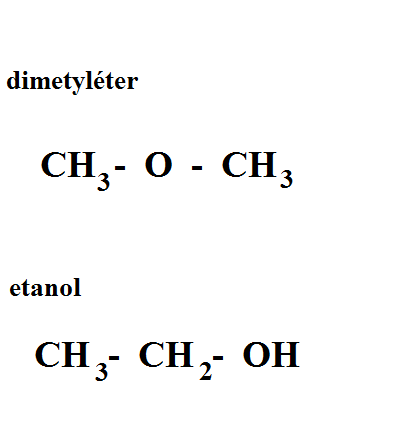 dimetyléter
CH₃- O - CH₃
etanol
CH₃- CH₂- OH